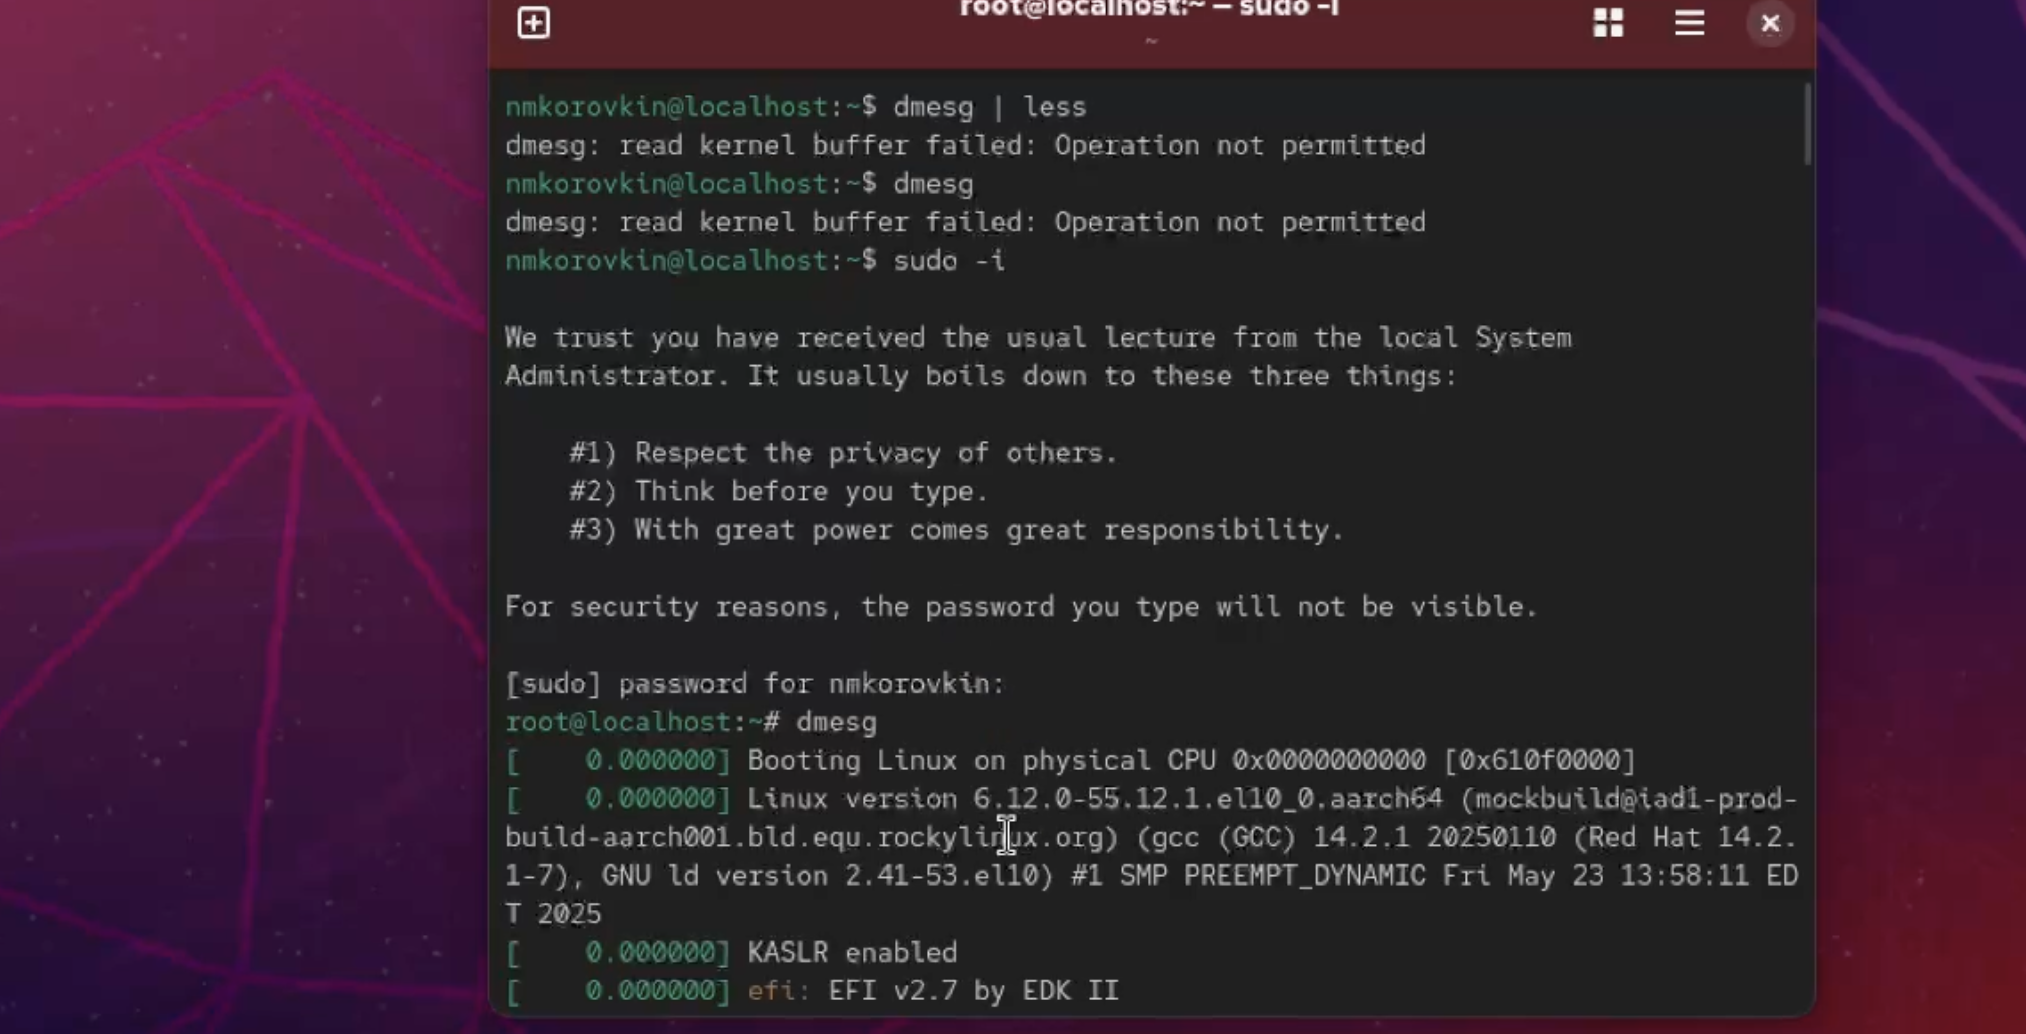 root@localhost:~ — sudo -i
~
nmkorovkin@localhost:~$ dmesg | less
dmesg: read kernel buffer failed: Operation not permitted
nmkorovkin@localhost:~$ dmesg
dmesg: read kernel buffer failed: Operation not permitted
nmkorovkin@localhost:~$ sudo -i
We trust you have received the usual lecture from the local System
Administrator. It usually boils down to these three things:
#1) Respect the privacy of others.
#2) Think before you type.
#3) With great power comes great responsibility.
For security reasons, the password you type will not be visible.
[sudo] password for nmkorovkin:
root@localhost:~# dmesg
[    0.000000] Booting Linux on physical CPU 0x0000000000 [0x610f0000]
[    0.000000] Linux version 6.12.0-55.12.1.el10_0.aarch64 (mockbuild@iad1-prod-
build-aarch001.bld.equ.rockylinux.org) (gcc (GCC) 14.2.1 20250110 (Red Hat 14.2.
1-7), GNU ld version 2.41-53.el10) #1 SMP PREEMPT_DYNAMIC Fri May 23 13:58:11 ED
T 2025
[    0.000000] KASLR enabled
[    0.000000] efi: EFI v2.7 by EDK II